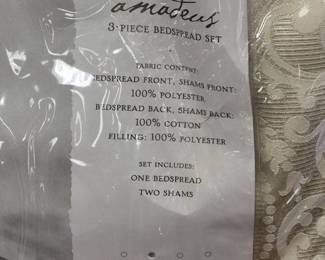 amadeus
3-PIECE BEDSPREAD SET
FABRIC CONTENT:
BEDSPREAD FRONT, SHAMS FRONT:
100% POLYESTER
BEDSPREAD BACK, SHAMS BACK:
100% COTTON
FILLING: 100% POLYESTER
SET INCLUDES:
ONE BEDSPREAD
TWO SHAMS